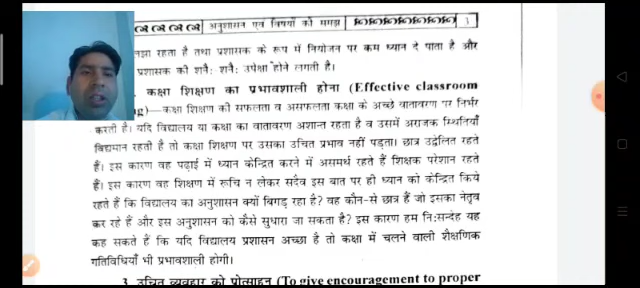 अनुशासन एवं विषयों की समझ 3
रहता है तथा प्रशासक के रूप में नियोजन पर कम ध्यान दे पाता है और
प्रशासक की शनैः शनैः उपेक्षा होने लगती है।
कक्षा शिक्षण का प्रभावशाली होना (Effective classroom
—कक्षा शिक्षण की सफलता व असफलता कक्षा के अच्छे वातावरण पर निर्भर
करती है। यदि विद्यालय या कक्षा का वातावरण अशान्त रहता है व उसमें अराजक स्थितियाँ
विद्यमान रहती है तो कक्षा शिक्षण पर उसका उचित प्रभाव नहीं पड़ता। छात्र उद्वेलित रहते
हैं। इस कारण वह पढ़ाई में ध्यान केन्द्रित करने में असमर्थ रहते हैं शिक्षक परेशान रहते
हैं। इस कारण वह शिक्षण में रूचि न लेकर सदैव इस बात पर ही ध्यान को केन्द्रित किये
रहते हैं कि विद्यालय का अनुशासन क्यों बिगड़ रहा है? वह कौन-से छात्र हैं जो इसका नेतृत्व
कर रहे हैं और इस अनुशासन को कैसे सुधारा जा सकता है? इस कारण हम निःसन्देह यह
कह सकते हैं कि यदि विद्यालय प्रशासन अच्छा है तो कक्षा में चलने वाली शैक्षणिक
गतिविधियाँ भी प्रभावशाली होंगी।
3. उचित व्यवहार को प्रोत्साहन (To give encouragement to proper